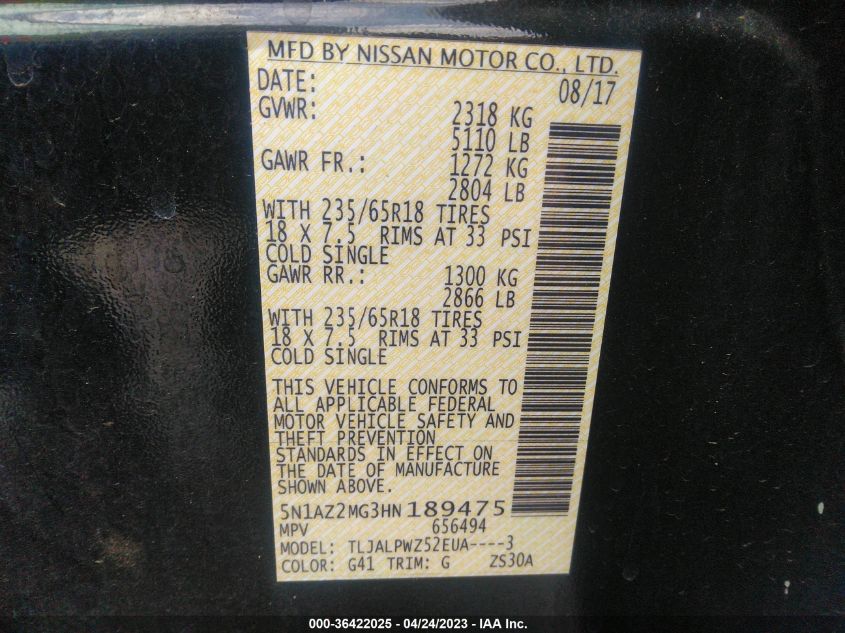 MFD BY NISSAN MOTOR CO., LTD.
DATE: 08/17
GVWR: 2318 KG
5110 LB
GAWR FR.: 1272 KG
2804 LB
WITH 235/65R18 TIRES
18 X 7.5 RIMS AT 33 PSI
COLD SINGLE
GAWR RR.: 1300 KG
2866 LB
WITH 235/65R18 TIRES
18 X 7.5 RIMS AT 33 PSI
COLD SINGLE
THIS VEHICLE CONFORMS TO
ALL APPLICABLE FEDERAL
MOTOR VEHICLE SAFETY AND
THEFT PREVENTION
STANDARDS IN EFFECT ON
THE DATE OF MANUFACTURE
SHOWN ABOVE.
5N1AZ2MG3HN189475
MPV 656494
MODEL: TLJALPWZ52EUA----3
COLOR: G41 TRIM: G ZS30A
000-36422025 - 04/24/2023 - IAA Inc.